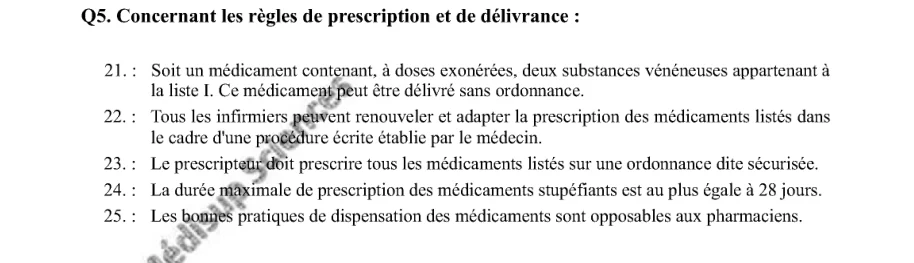 Q5. Concernant les règles de prescription et de délivrance :
21. : Soit un médicament contenant, à doses exonérées, deux substances vénéneuses appartenant à
la liste I. Ce médicament peut être délivré sans ordonnance.
22. : Tous les infirmiers peuvent renouveler et adapter la prescription des médicaments listés dans
le cadre d'une procédure écrite établie par le médecin.
23. : Le prescripteur doit prescrire tous les médicaments listés sur une ordonnance dite sécurisée.
24. : La durée maximale de prescription des médicaments stupéfiants est au plus égale à 28 jours.
25. : Les bonnes pratiques de dispensation des médicaments sont opposables aux pharmaciens.
édisup Sciences